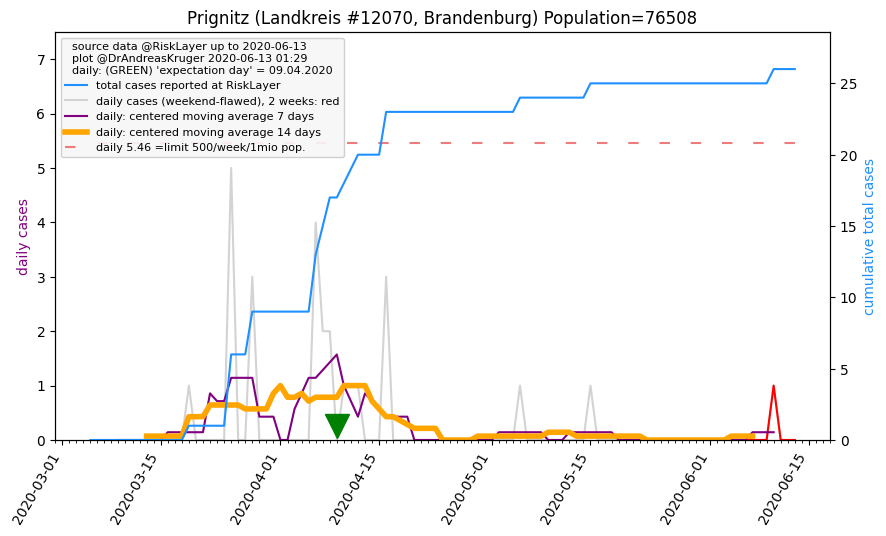 Prignitz (Landkreis #12070, Brandenburg) Population=76508
source data @RiskLayer up to 2020-06-13
plot @DrAndreasKruger 2020-06-13 01:29
daily: (GREEN) 'expectation day' = 09.04.2020
total cases reported at RiskLayer
daily cases (weekend-flawed), 2 weeks: red
daily: centered moving average 7 days
daily: centered moving average 14 days
daily 5.46 =limit 500/week/1mio pop.
daily cases
7
6
5
4
3
2
1
0
cumulative total cases
25
20
15
10
5
0
2020-03-01
2020-03-15
2020-04-01
2020-04-15
2020-05-01
2020-05-15
2020-06-01
2020-06-15